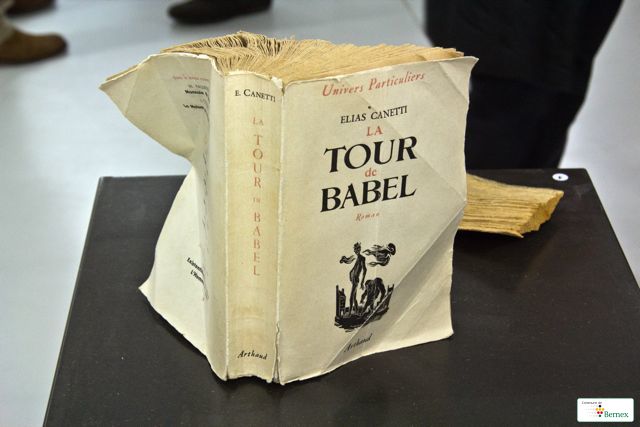 Univers Particuliers
ELIAS CANETTI
LA
TOUR
de
BABEL
Roman
Arthaud
E. CANETTI
LA TOUR DE BABEL
Arthaud
Bernex